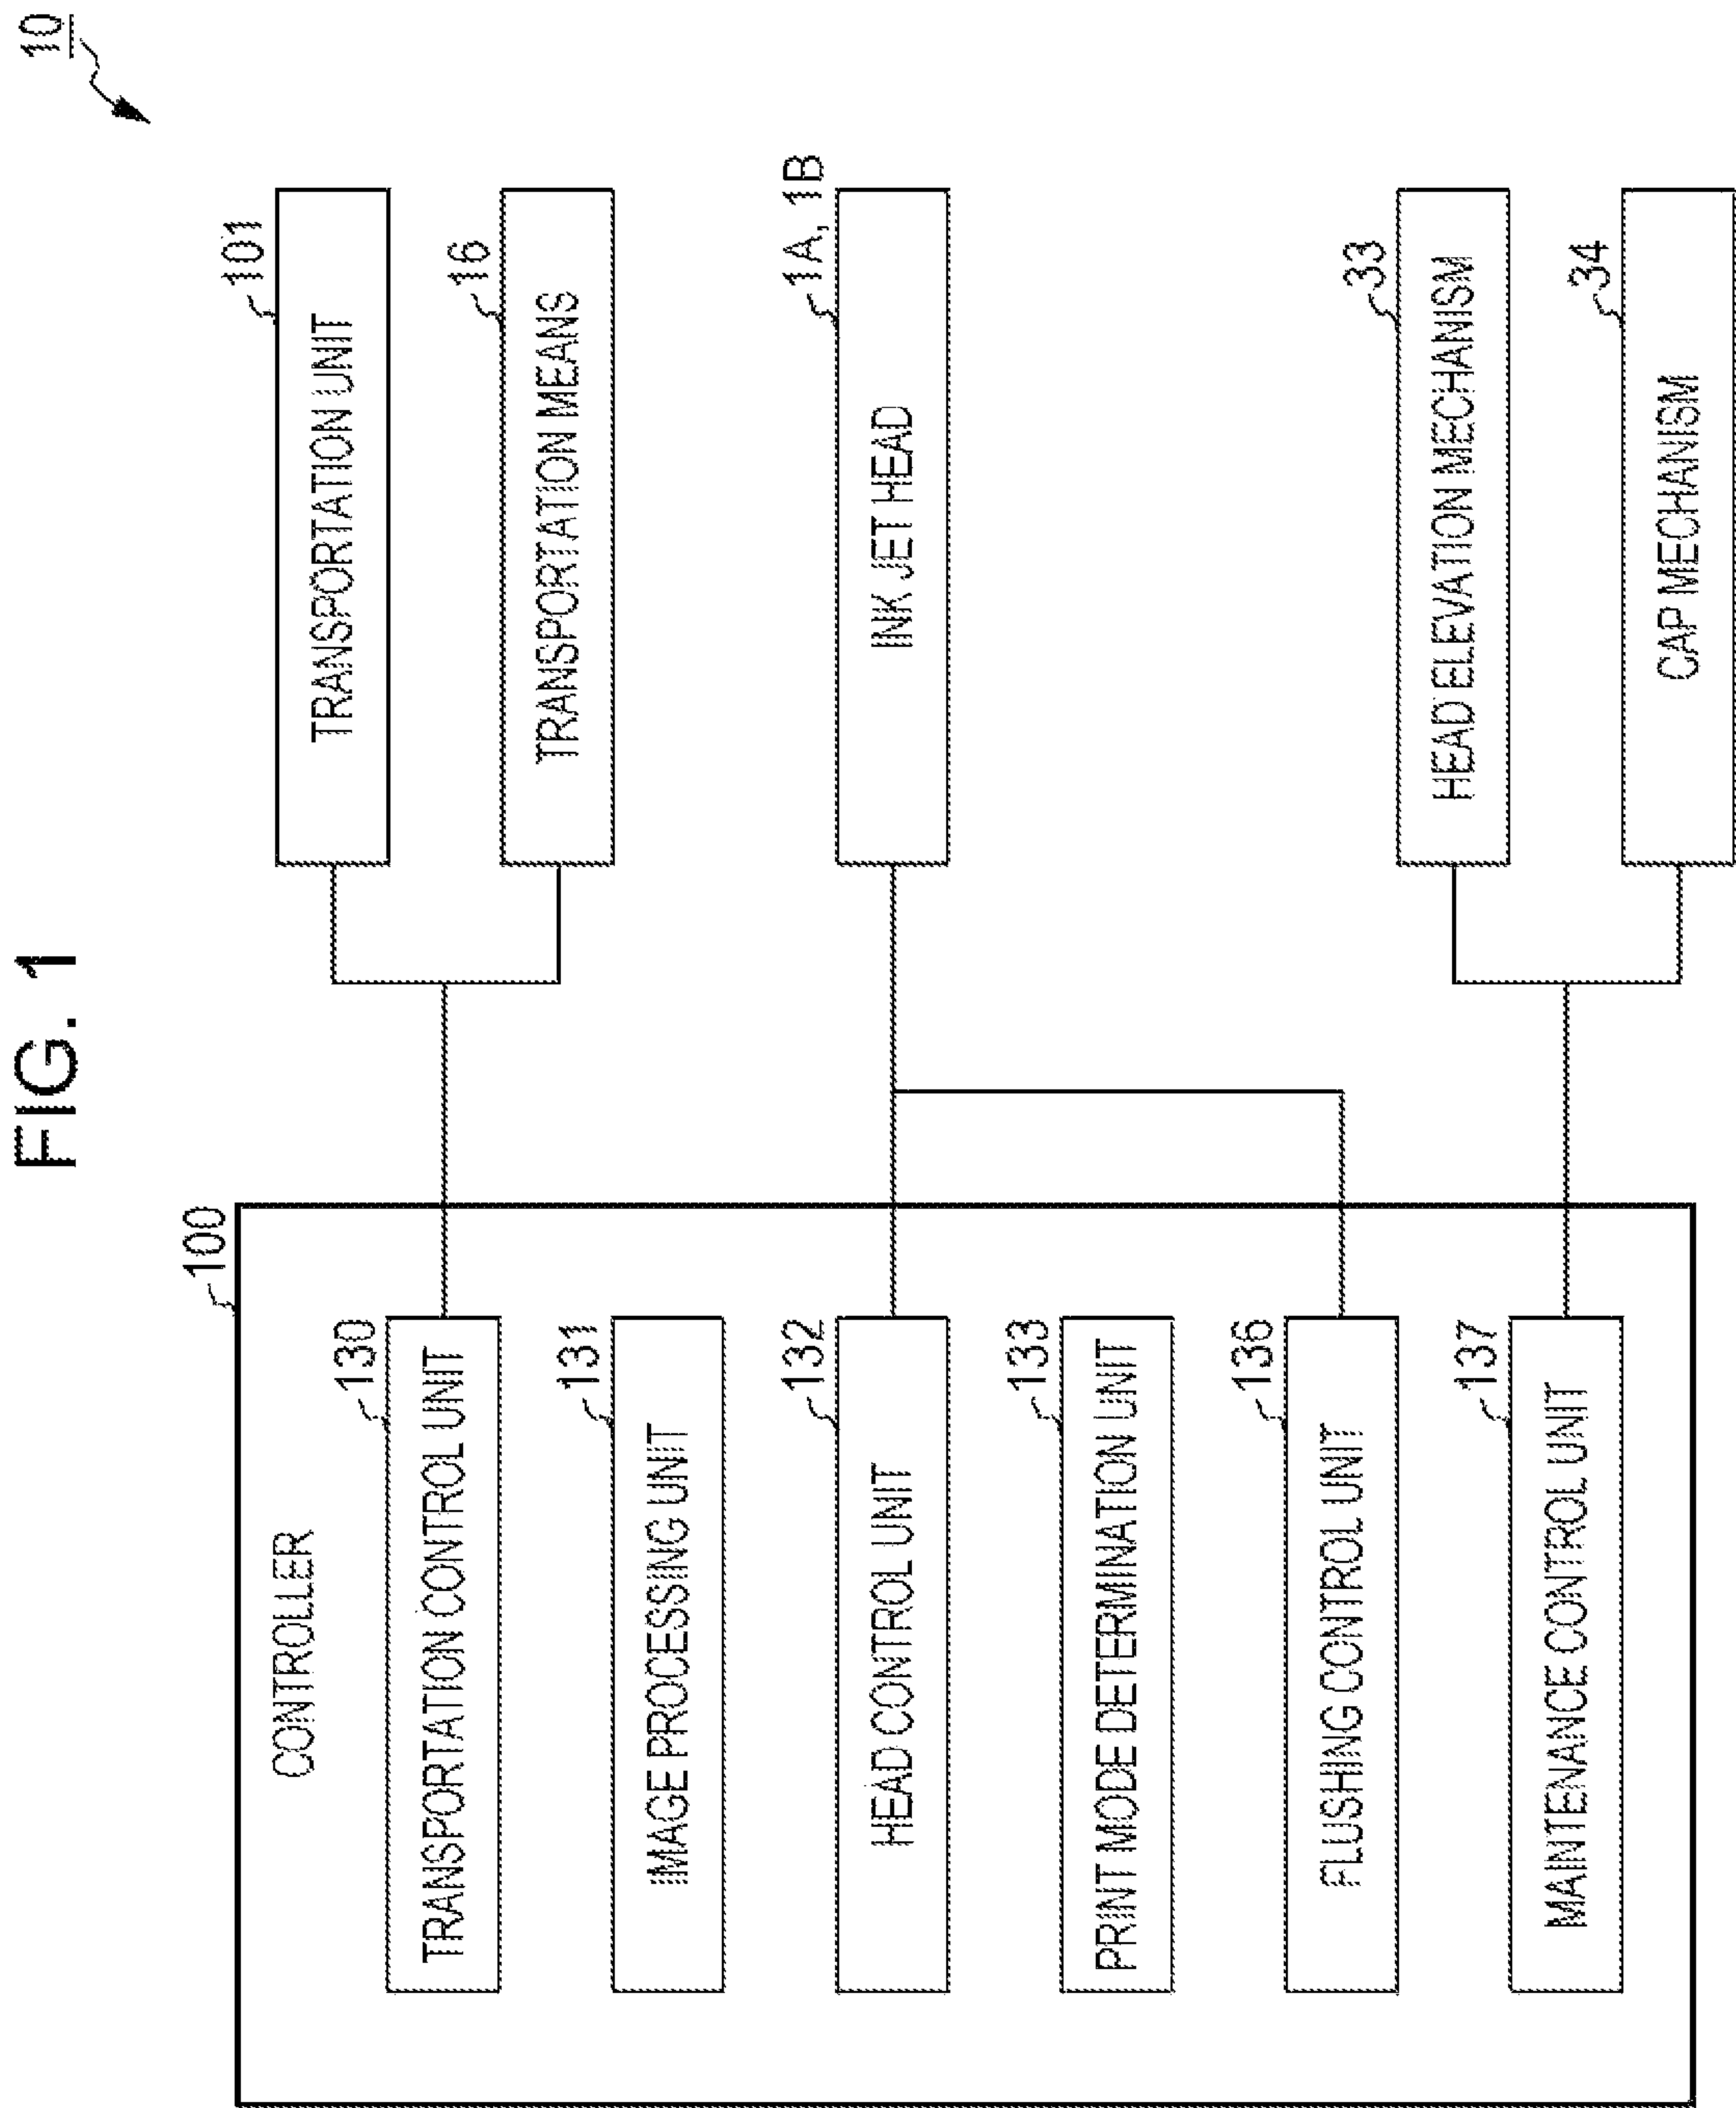 FIG. 1
10
100
CONTROLLER
130
TRANSPORTATION CONTROL UNIT
131
IMAGE PROCESSING UNIT
132
HEAD CONTROL UNIT
133
PRINT MODE DETERMINATION UNIT
136
FLUSHING CONTROL UNIT
137
MAINTENANCE CONTROL UNIT
101
TRANSPORTATION UNIT
16
TRANSPORTATION MEANS
1A, 1B
INK JET HEAD
33
HEAD ELEVATION MECHANISM
34
CAP MECHANISM